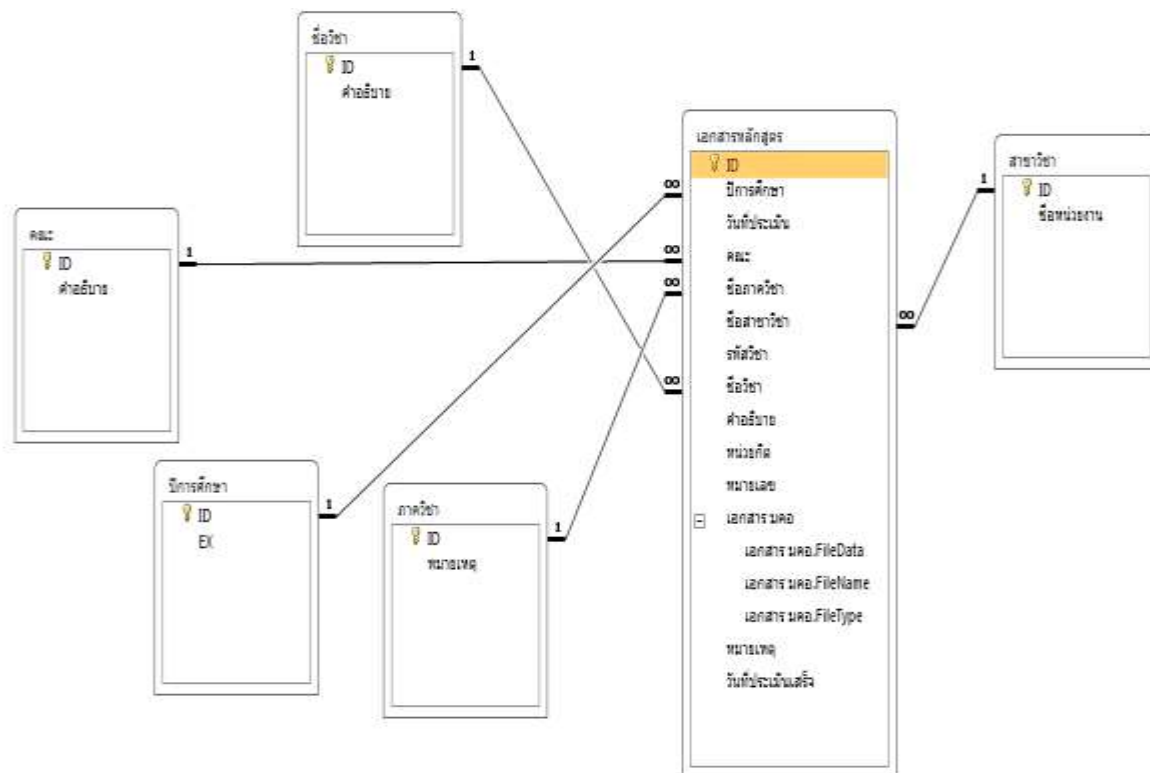 ชื่อวิชา
ID
คำอธิบาย
1
คณะ
ID
คำอธิบาย
1
ปีการศึกษา
ID
EX
1
ภาควิชา
ID
หมายเหตุ
1
เอกสารหลักสูตร
ID
ปีการศึกษา
วันที่ประเมิน
คณะ
ชื่อภาควิชา
ชื่อสาขาวิชา
รหัสวิชา
ชื่อวิชา
คำอธิบาย
หน่วยกิต
หมายเลข
เอกสาร มคอ
เอกสาร มคอ.FileData
เอกสาร มคอ.FileName
เอกสาร มคอ.FileType
หมายเหตุ
วันที่ประเมินเสร็จ
∞
∞
∞
∞
∞
สาขาวิชา
ID
ชื่อหน่วยงาน
1